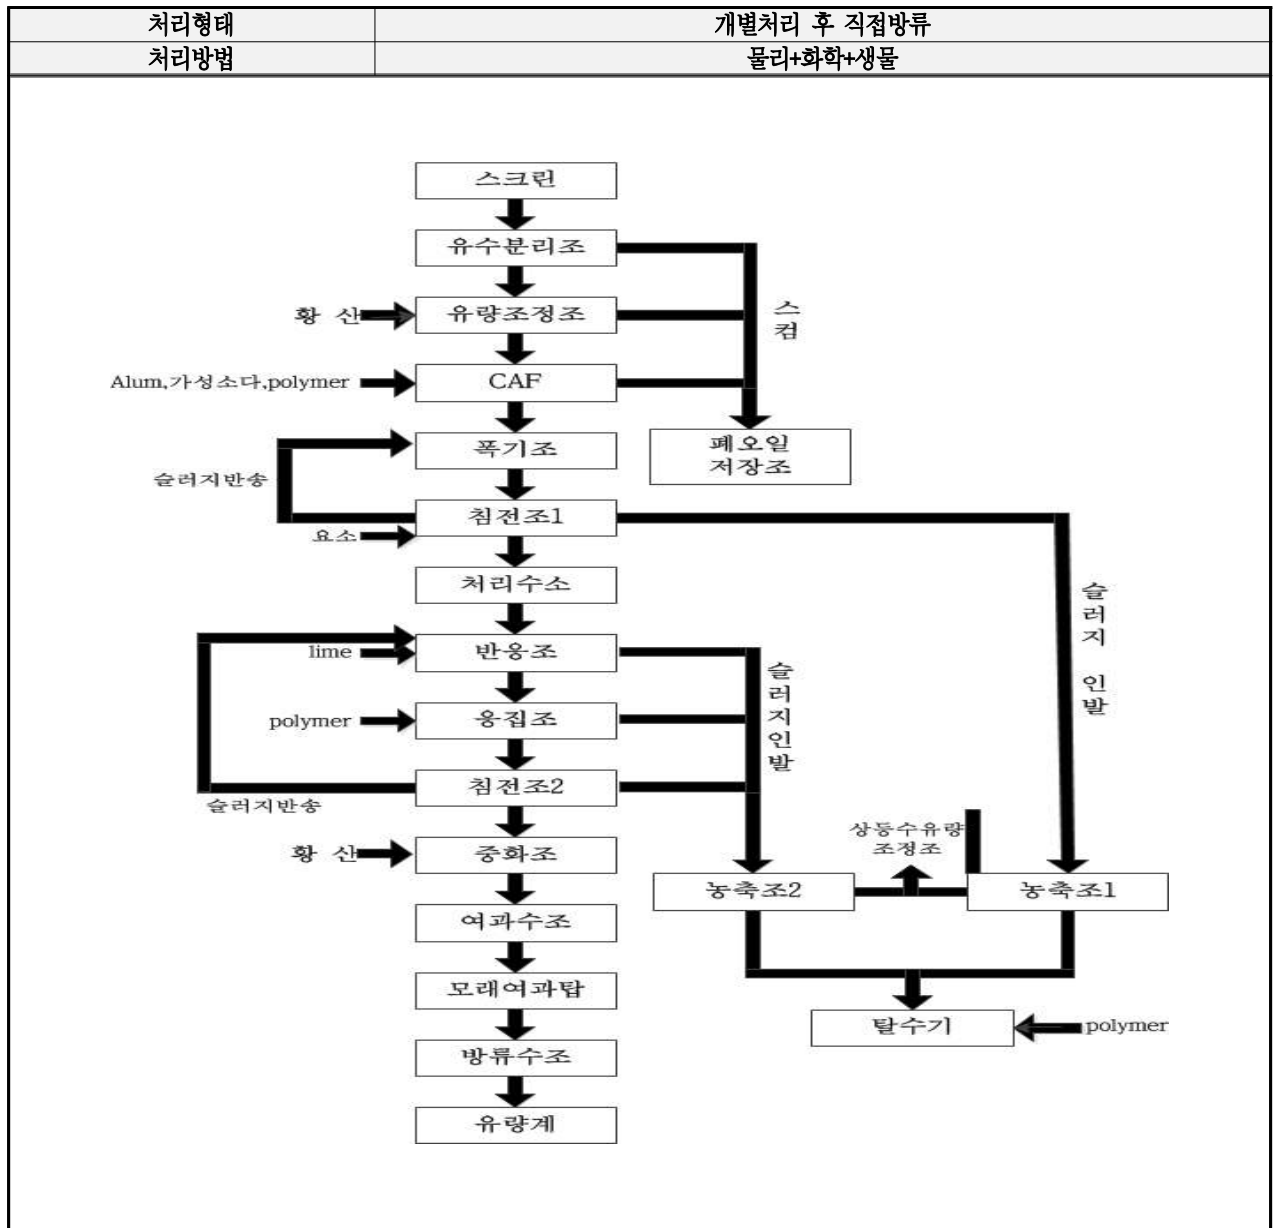 처리형태
개별처리 후 직접방류
처리방법
물리+화학+생물
스크린
유수분리조
황 산
유량조정조
스컴
Alum,가성소다,polymer
CAF
폭기조
폐오일
저장조
슬러지반송
침전조1
요소
처리수소
슬러지 인발
lime
반응조
슬러지인발
polymer
응집조
침전조2
슬러지반송
상등수유량
조정조
황 산
중화조
농축조2
농축조1
여과수조
모래여과탑
탈수기
polymer
방류수조
유량계